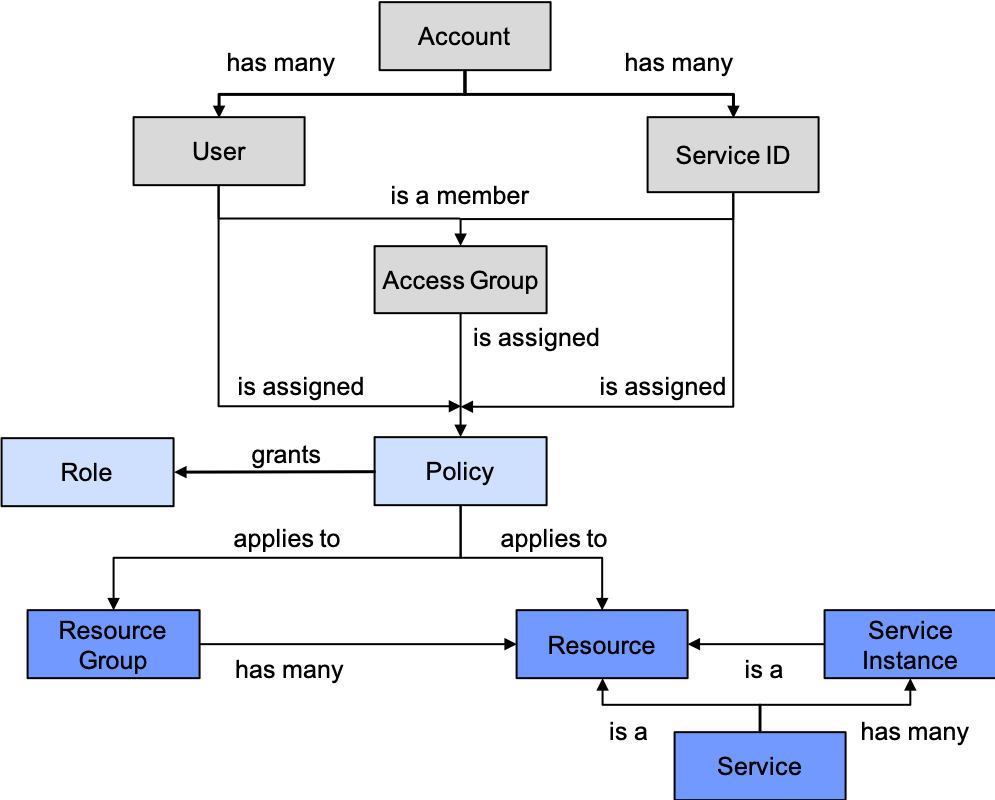 Account
has many
has many
User
Service ID
is a member
Access Group
is assigned
is assigned
is assigned
Role
grants
Policy
applies to
applies to
Resource
Group
has many
Resource
is a
Service
Instance
is a
has many
Service